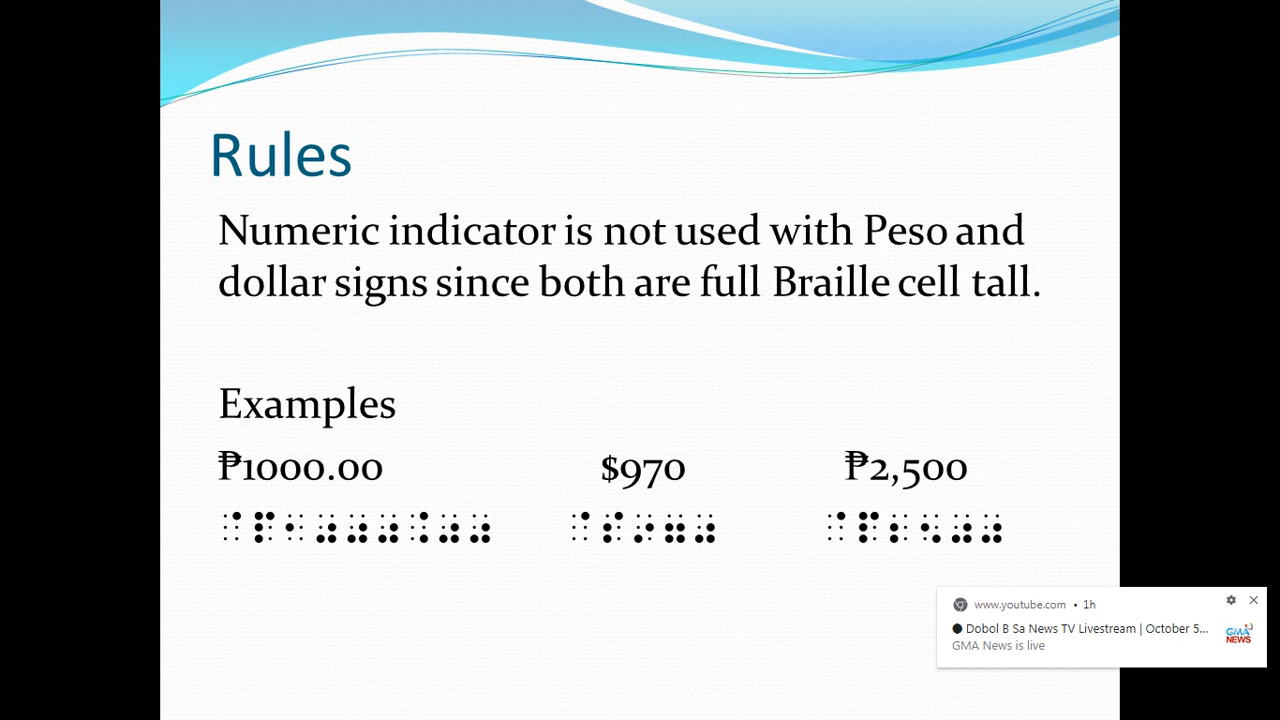 Rules
Numeric indicator is not used with Peso and
dollar signs since both are full Braille cell tall.
Examples
₱1000.00 $970 ₱2,500
⠈⠏⠂⠴⠴⠴⠨⠴⠴ ⠈⠎⠔⠶⠴ ⠈⠏⠆⠢⠴⠴
www.youtube.com • 1h
Dobol B Sa News TV Livestream | October 5...
GMA News is live
GMA
NEWS